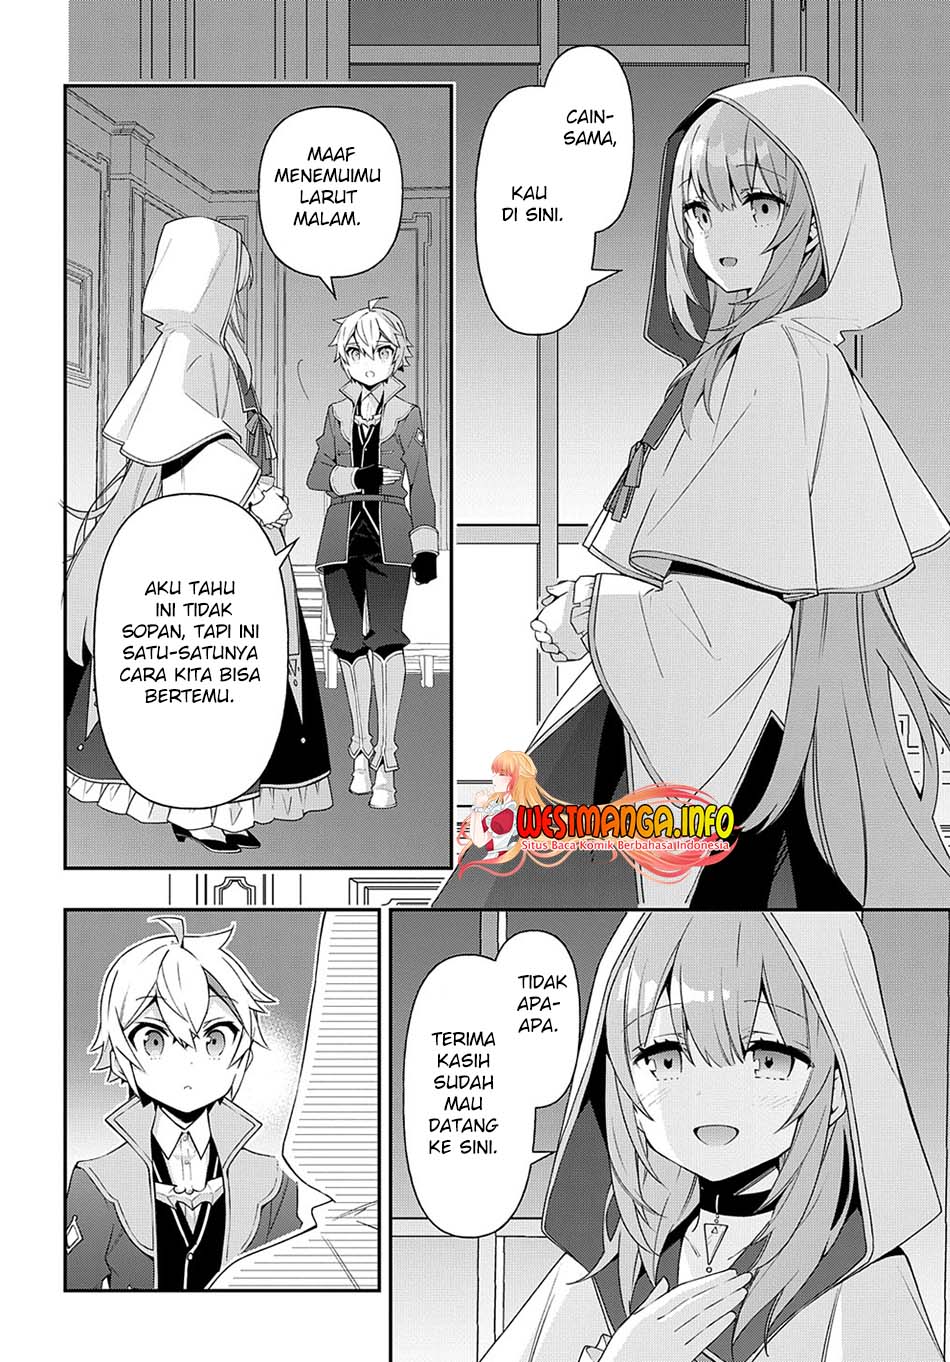 CAIN-
SAMA,
KAU
DI SINI.
MAAF
MENEMUIMU
LARUT
MALAM.
AKU TAHU
INI TIDAK
SOPAN, TAPI INI
SATU-SATUNYA
CARA KITA BISA
BERTEMU.
WESTMANGA.INFO
Situs Baca Komik Berbahasa Indonesia
TIDAK
APA-
APA.
TERIMA
KASIH
SUDAH
MAU
DATANG
KE SINI.